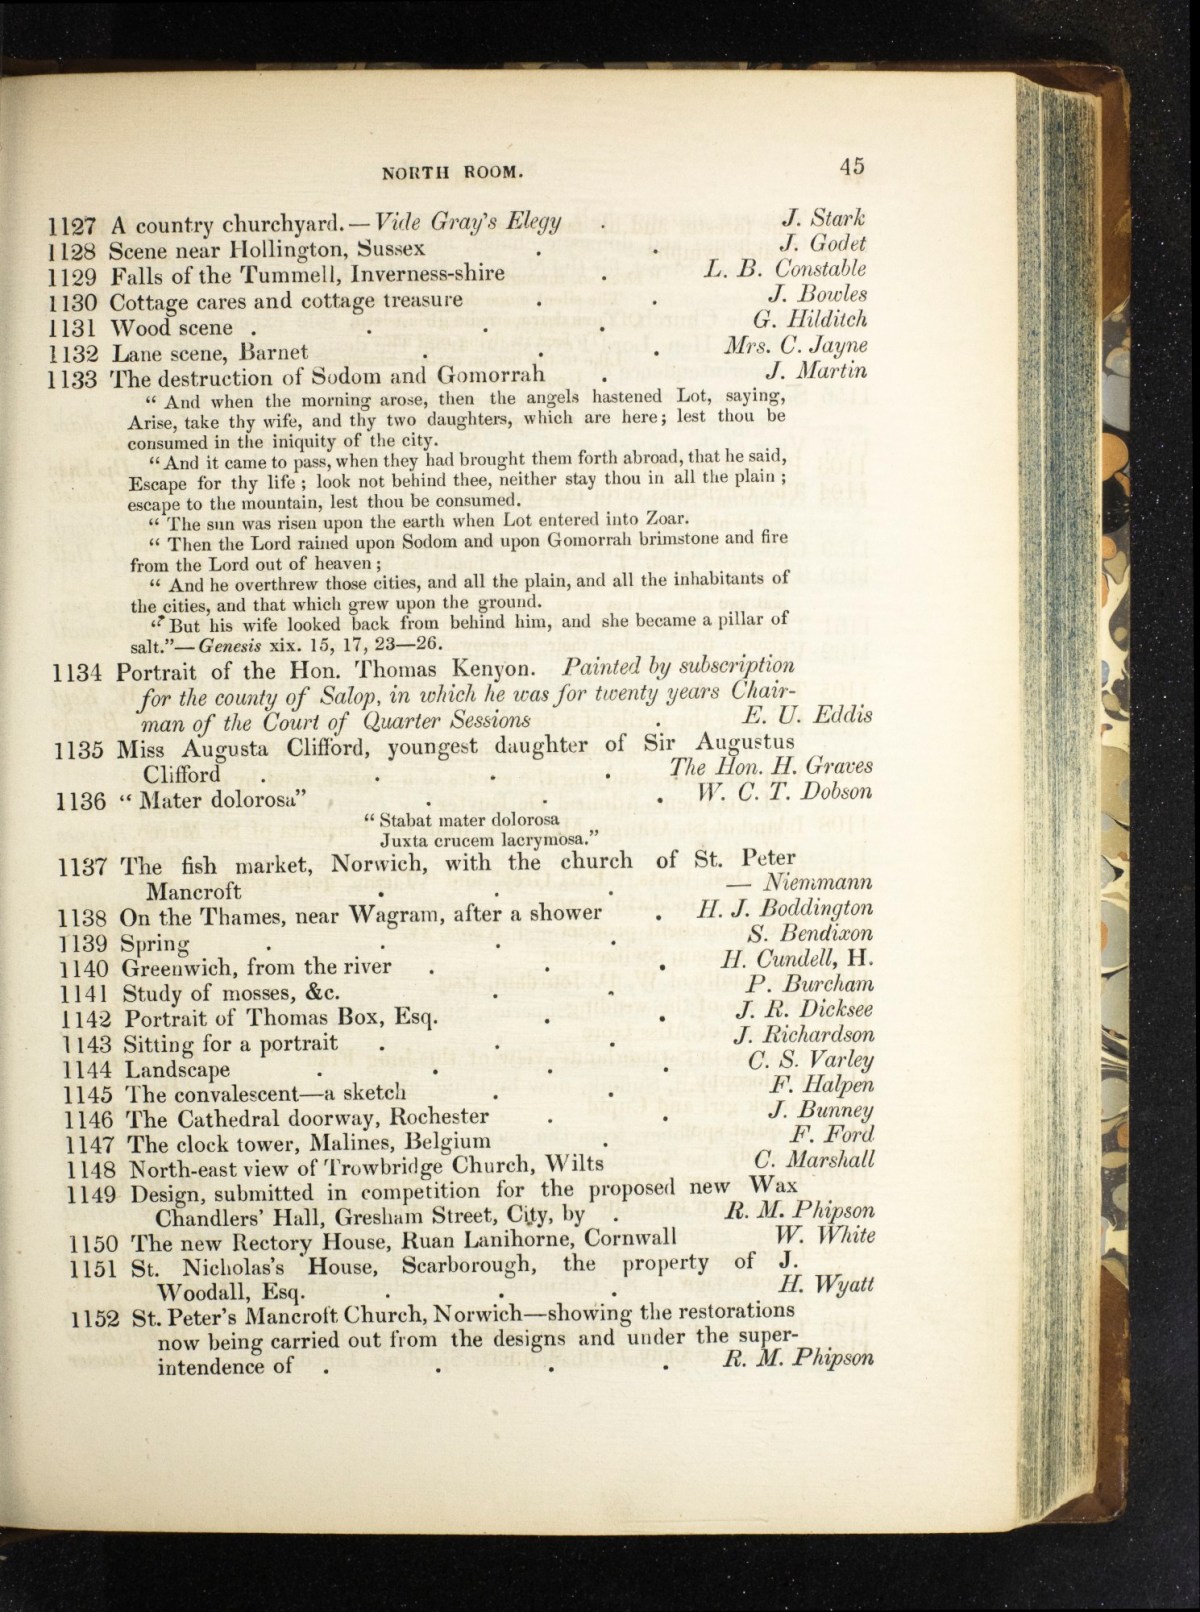 NORTH ROOM. 45
1127 A country churchyard.—Vide Gray's Elegy . J. Stark
1128 Scene near Hollington, Sussex . . J. Godet
1129 Falls of the Tummell, Inverness-shire . L. B. Constable
1130 Cottage cares and cottage treasure . . J. Bowles
1131 Wood scene . . . . G. Hilditch
1132 Lane scene, Barnet . . . Mrs. C. Jayne
1133 The destruction of Sodom and Gomorrah . J. Martin
“ And when the morning arose, then the angels hastened Lot, saying,
Arise, take thy wife, and thy two daughters, which are here; lest thou be
consumed in the iniquity of the city.
“ And it came to pass, when they had brought them forth abroad, that he said,
Escape for thy life ; look not behind thee, neither stay thou in all the plain ;
escape to the mountain, lest thou be consumed.
“ The sun was risen upon the earth when Lot entered into Zoar.
“ Then the Lord rained upon Sodom and upon Gomorrah brimstone and fire
from the Lord out of heaven ;
“ And he overthrew those cities, and all the plain, and all the inhabitants of
the cities, and that which grew upon the ground.
“ But his wife looked back from behind him, and she became a pillar of
salt.”—Genesis xix. 15, 17, 23—26.
1134 Portrait of the Hon. Thomas Kenyon. Painted by subscription
for the county of Salop, in which he was for twenty years Chair-
man of the Court of Quarter Sessions . E. U. Eddis
1135 Miss Augusta Clifford, youngest daughter of Sir Augustus
Clifford . . . . The Hon. H. Graves
1136 “ Mater dolorosa” . . . W. C. T. Dobson
“ Stabat mater dolorosa
Juxta crucem lacrymosa.”
1137 The fish market, Norwich, with the church of St. Peter
Mancroft . . . — Niemmann
1138 On the Thames, near Wagram, after a shower . H. J. Boddington
1139 Spring . . . . S. Bendixon
1140 Greenwich, from the river . . . H. Cundell, H.
1141 Study of mosses, &c. . . P. Burcham
1142 Portrait of Thomas Box, Esq. . . J. R. Dicksee
1143 Sitting for a portrait . . . J. Richardson
1144 Landscape . . . . C. S. Varley
1145 The convalescent—a sketch . . F. Halpen
1146 The Cathedral doorway, Rochester . . J. Bunney
1147 The clock tower, Malines, Belgium . F. Ford
1148 North-east view of Trowbridge Church, Wilts C. Marshall
1149 Design, submitted in competition for the proposed new Wax
Chandlers' Hall, Gresham Street, City, by . R. M. Phipson
1150 The new Rectory House, Ruan Lanihorne, Cornwall W. White
1151 St. Nicholas's House, Scarborough, the property of J.
Woodall, Esq. . . . H. Wyatt
1152 St. Peter's Mancroft Church, Norwich—showing the restorations
now being carried out from the designs and under the super-
intendence of . . . . R. M. Phipson